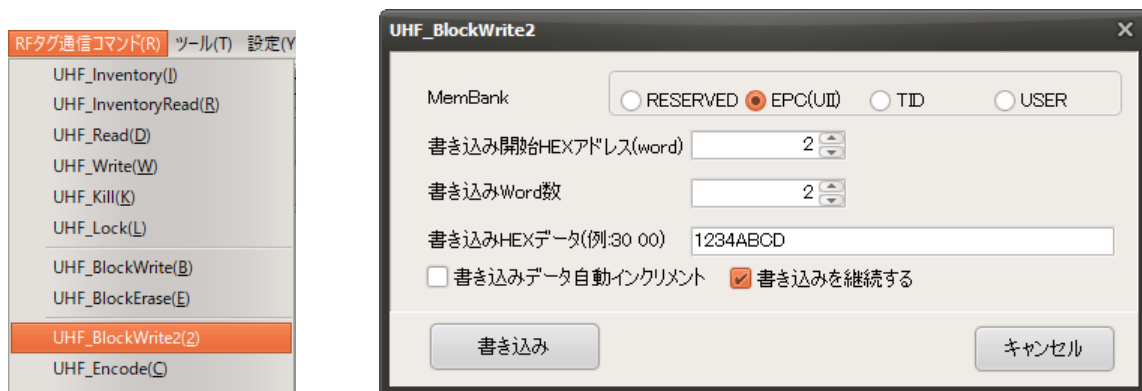 RFタグ通信コマンド(R) ツール(T) 設定(Y
UHF_Inventory(I)
UHF_InventoryRead(R)
UHF_Read(D)
UHF_Write(W)
UHF_Kill(K)
UHF_Lock(L)
UHF_BlockWrite(B)
UHF_BlockErase(E)
UHF_BlockWrite2(2)
UHF_Encode(C)
UHF_BlockWrite2
MemBank RESERVED EPC(UII) TID USER
書き込み開始HEXアドレス(word) 2
書き込みWord数 2
書き込みHEXデータ(例:30 00) 1234ABCD
書き込みデータ自動インクリメント 書き込みを継続する
書き込み キャンセル